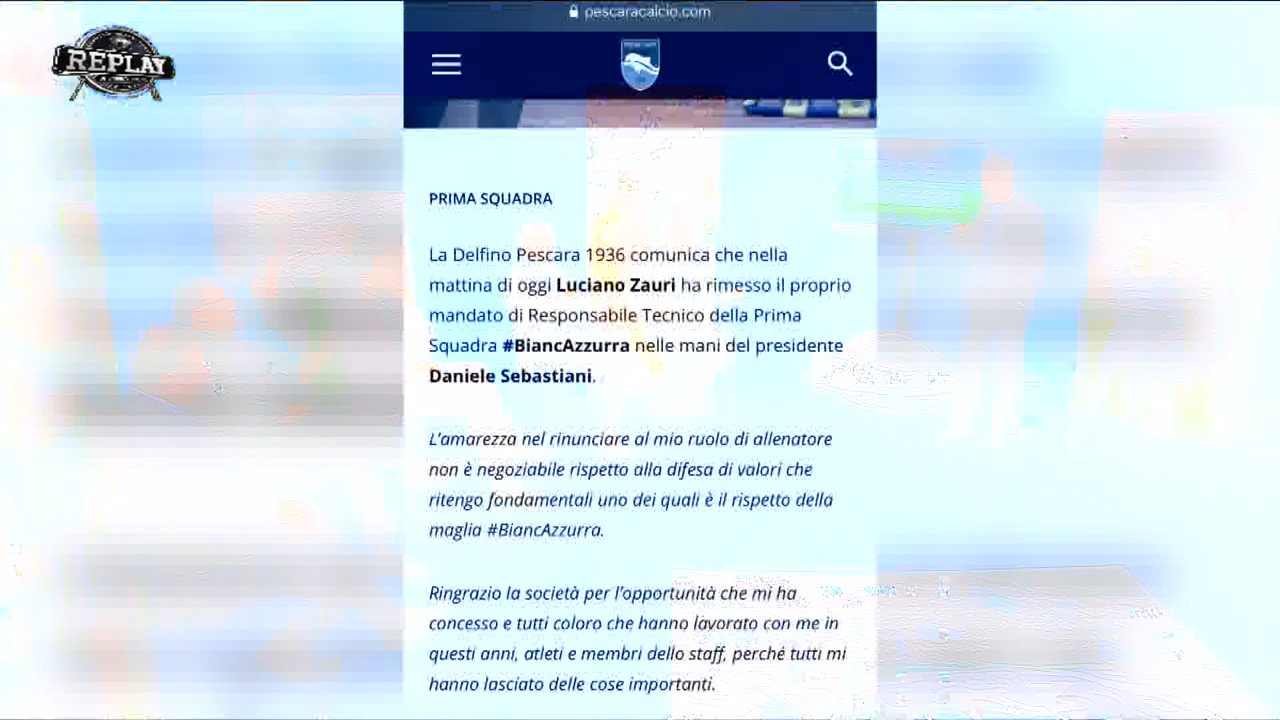 pescaracalcio.com
REPLAY
PRIMA SQUADRA
La Delfino Pescara 1936 comunica che nella
mattina di oggi Luciano Zauri ha rimesso il proprio
mandato di Responsabile Tecnico della Prima
Squadra #BiancAzzurra nelle mani del presidente
Daniele Sebastiani.
L'amarezza nel rinunciare al mio ruolo di allenatore
non è negoziabile rispetto alla difesa di valori che
ritengo fondamentali uno dei quali è il rispetto della
maglia #BiancAzzurra.
Ringrazio la società per l'opportunità che mi ha
concesso e tutti coloro che hanno lavorato con me in
questi anni, atleti e membri dello staff, perché tutti mi
hanno lasciato delle cose importanti.